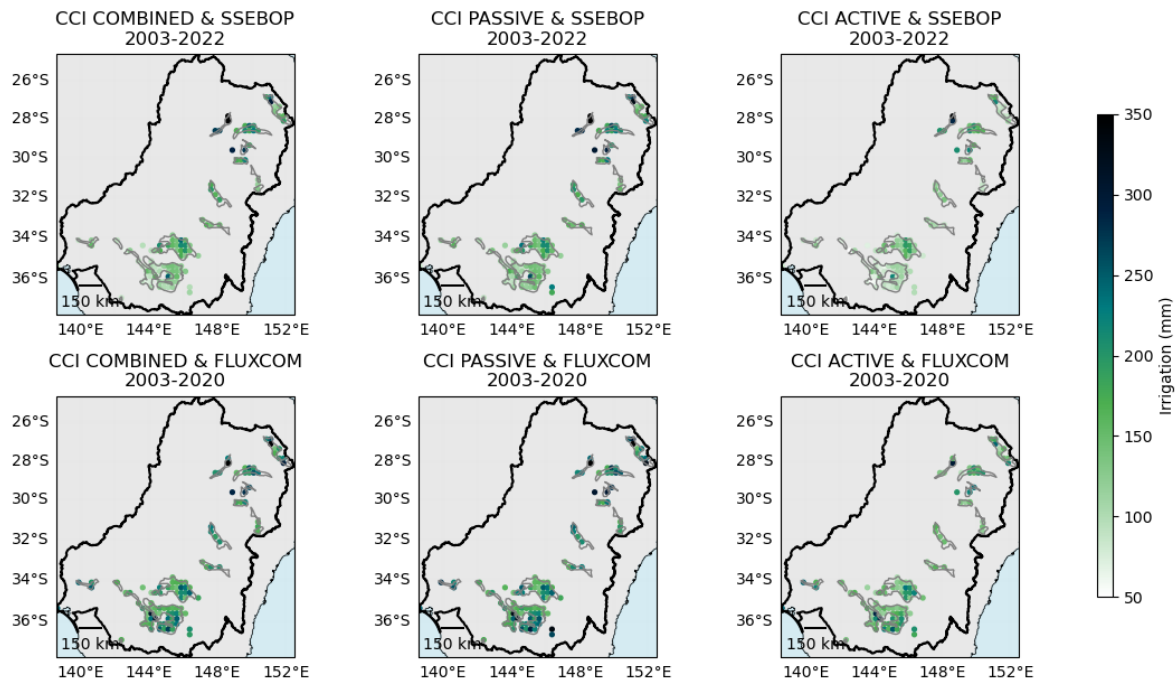 CCI COMBINED & SSEBOP
2003-2022
CCI PASSIVE & SSEBOP
2003-2022
CCI ACTIVE & SSEBOP
2003-2022
26°S
28°S
30°S
32°S
34°S
36°S
150 km
140°E 144°E 148°E 152°E
26°S
28°S
30°S
32°S
34°S
36°S
150 km
140°E 144°E 148°E 152°E
26°S
28°S
30°S
32°S
34°S
36°S
150 km
140°E 144°E 148°E 152°E
CCI COMBINED & FLUXCOM
2003-2020
CCI PASSIVE & FLUXCOM
2003-2020
CCI ACTIVE & FLUXCOM
2003-2020
26°S
28°S
30°S
32°S
34°S
36°S
150 km
140°E 144°E 148°E 152°E
26°S
28°S
30°S
32°S
34°S
36°S
150 km
140°E 144°E 148°E 152°E
26°S
28°S
30°S
32°S
34°S
36°S
150 km
140°E 144°E 148°E 152°E
350
300
250
200
150
100
50
Irrigation (mm)